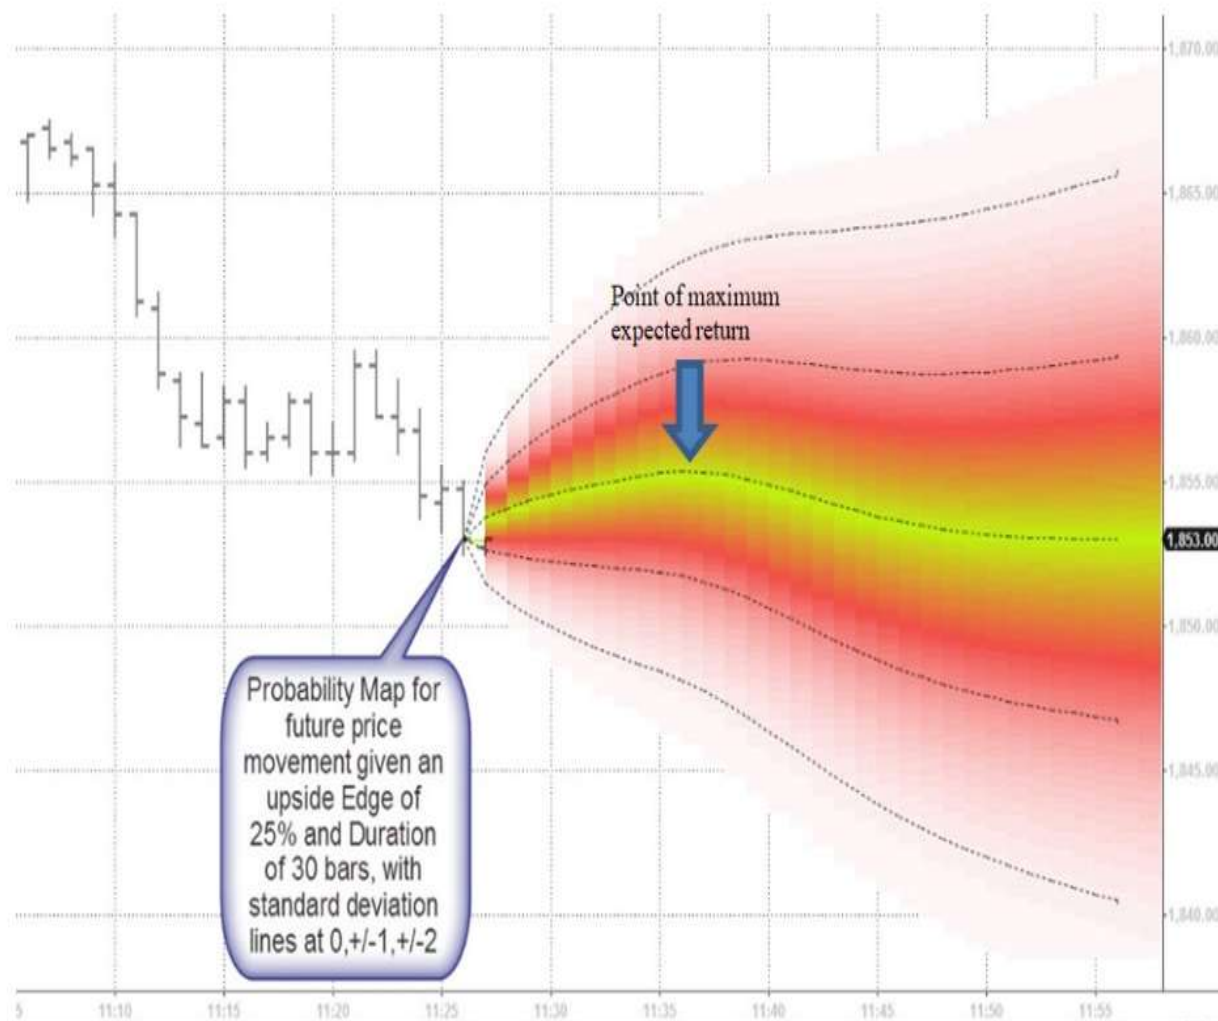 1,870.00
1,865.00
Point of maximum
expected return
1,860.00
1,855.00
1,853.00
1,850.00
Probability Map for
future price
movement given an
upside Edge of
25% and Duration
of 30 bars, with
standard deviation
lines at 0,+/-1,+/-2
1,845.00
1,840.00
5 11:10 11:15 11:20 11:25 11:30 11:35 11:40 11:45 11:50 11:55